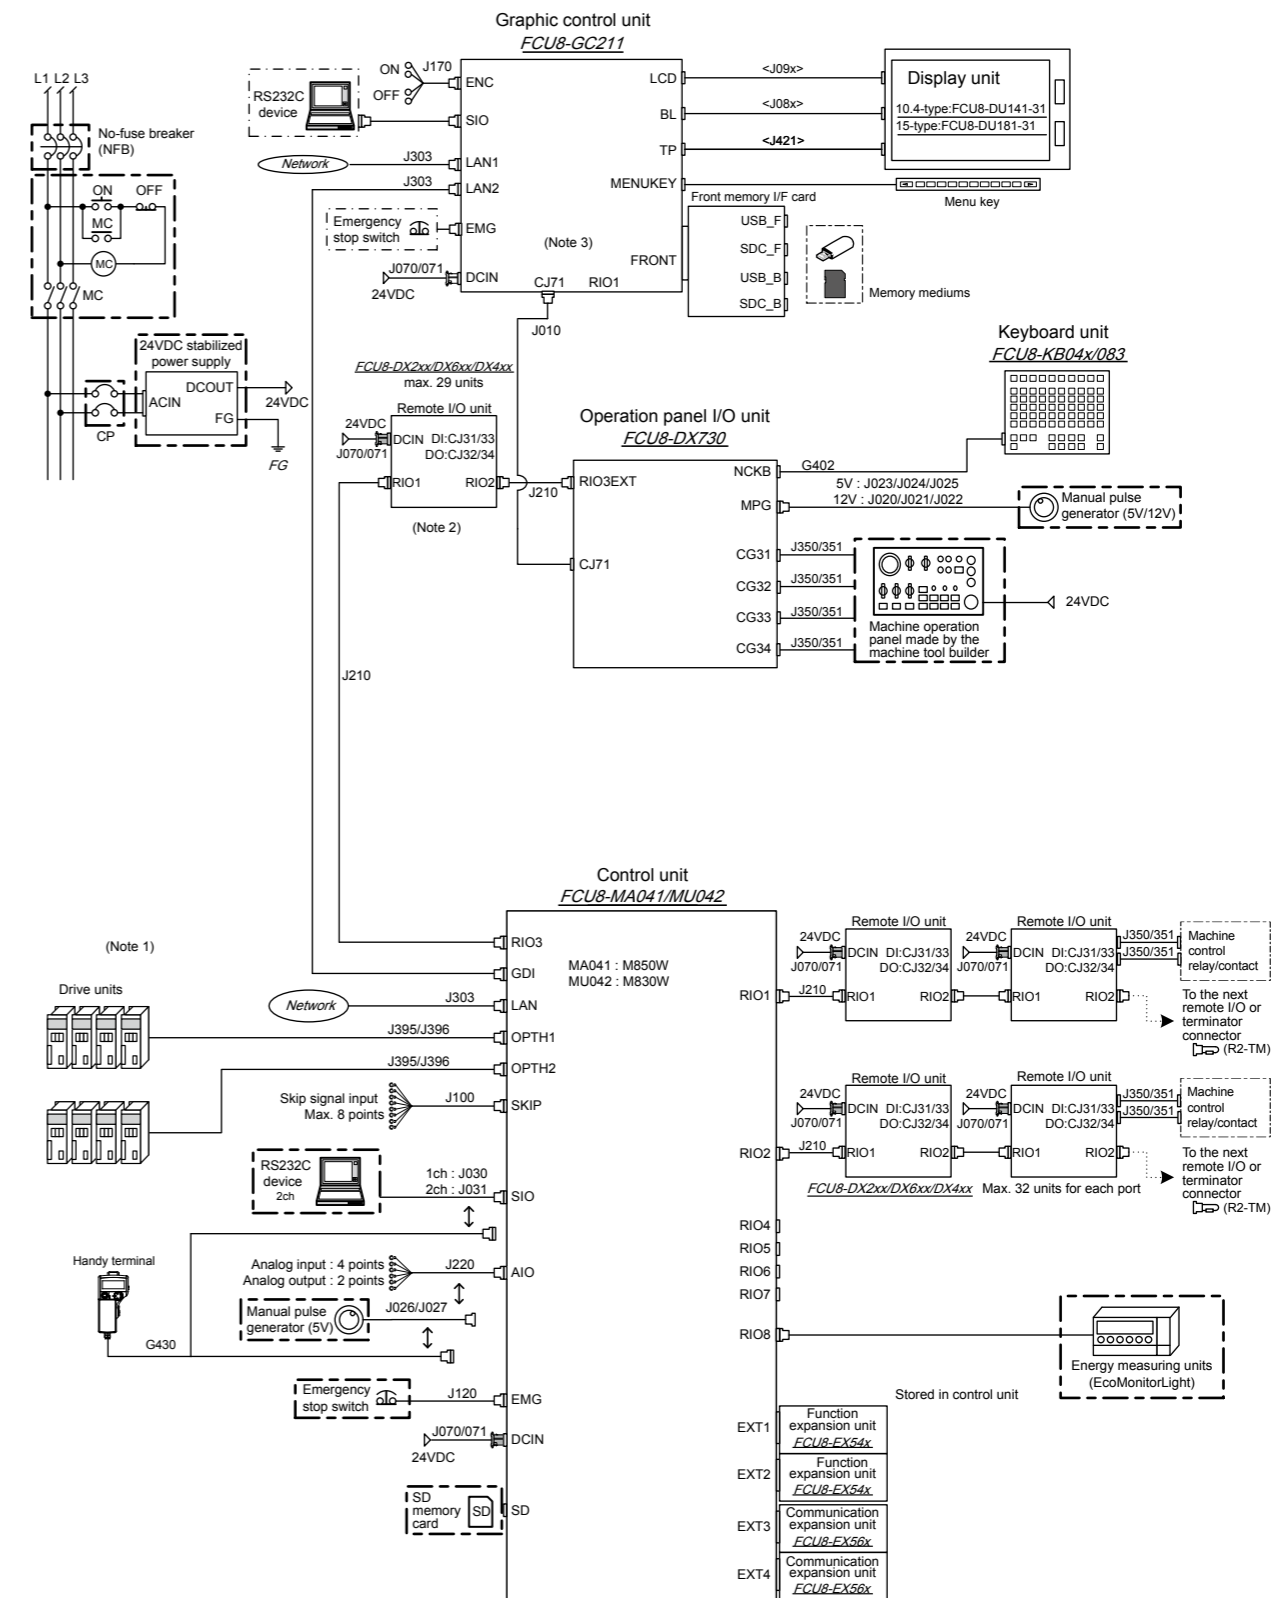 Graphic control unit
FCU8-GC211
L1 L2 L3
No-fuse breaker
(NFB)
ON
OFF
MC
MC
MC
24VDC stabilized
power supply
DCOUT
ACIN
FG
24VDC
CP
FG
RS232C
device
ON
OFF
J170
ENC
SIO
Network
J303
LAN1
J303
LAN2
Emergency
stop switch
EMG
J070/071
24VDC
DCIN
(Note 3)
CJ71
RIO1
J010
LCD
BL
TP
MENUKEY
FRONT
<J09x>
<J08x>
<J421>
Display unit
10.4-type:FCU8-DU141-31
15-type:FCU8-DU181-31
Menu key
Front memory I/F card
USB_F
SDC_F
USB_B
SDC_B
Memory mediums
Keyboard unit
FCU8-KB04x/083
FCU8-DX2xx/DX6xx/DX4xx
max. 29 units
Remote I/O unit
24VDC
J070/071
DCIN DI:CJ31/33
DO:CJ32/34
RIO1
RIO2
J210
(Note 2)
J210
Operation panel I/O unit
FCU8-DX730
RIO3EXT
CJ71
NCKB
MPG
CG31
CG32
CG33
CG34
G402
5V : J023/J024/J025
12V : J020/J021/J022
Manual pulse
generator (5V/12V)
J350/351
J350/351
J350/351
J350/351
Machine operation
panel made by the
machine tool builder
24VDC
Control unit
FCU8-MA041/MU042
MA041 : M850W
MU042 : M830W
(Note 1)
Drive units
RIO3
GDI
Network
J303
LAN
J395/J396
OPTH1
J395/J396
OPTH2
Skip signal input
Max. 8 points
J100
SKIP
RS232C
device
2ch
1ch : J030
2ch : J031
SIO
Handy terminal
G430
Analog input : 4 points
Analog output : 2 points
J220
AIO
Manual pulse
generator (5V)
J026/J027
Emergency
stop switch
J120
EMG
J070/071
24VDC
DCIN
SD
memory
card
SD
SD
RIO1
J210
Remote I/O unit
24VDC
J070/071
DCIN DI:CJ31/33
DO:CJ32/34
RIO1
RIO2
Remote I/O unit
24VDC
J070/071
DCIN DI:CJ31/33
DO:CJ32/34
RIO1
RIO2
J350/351
J350/351
Machine
control
relay/contact
To the next
remote I/O or
terminator
connector
(R2-TM)
RIO2
J210
Remote I/O unit
24VDC
J070/071
DCIN DI:CJ31/33
DO:CJ32/34
RIO1
RIO2
Remote I/O unit
24VDC
J070/071
DCIN DI:CJ31/33
DO:CJ32/34
RIO1
RIO2
J350/351
J350/351
Machine
control
relay/contact
To the next
remote I/O or
terminator
connector
(R2-TM)
FCU8-DX2xx/DX6xx/DX4xx Max. 32 units for each port
RIO4
RIO5
RIO6
RIO7
RIO8
Energy measuring units
(EcoMonitorLight)
Stored in control unit
EXT1
Function
expansion unit
FCU8-EX54x
EXT2
Function
expansion unit
FCU8-EX54x
EXT3
Communication
expansion unit
FCU8-EX56x
EXT4
Communication
expansion unit
FCU8-EX56x